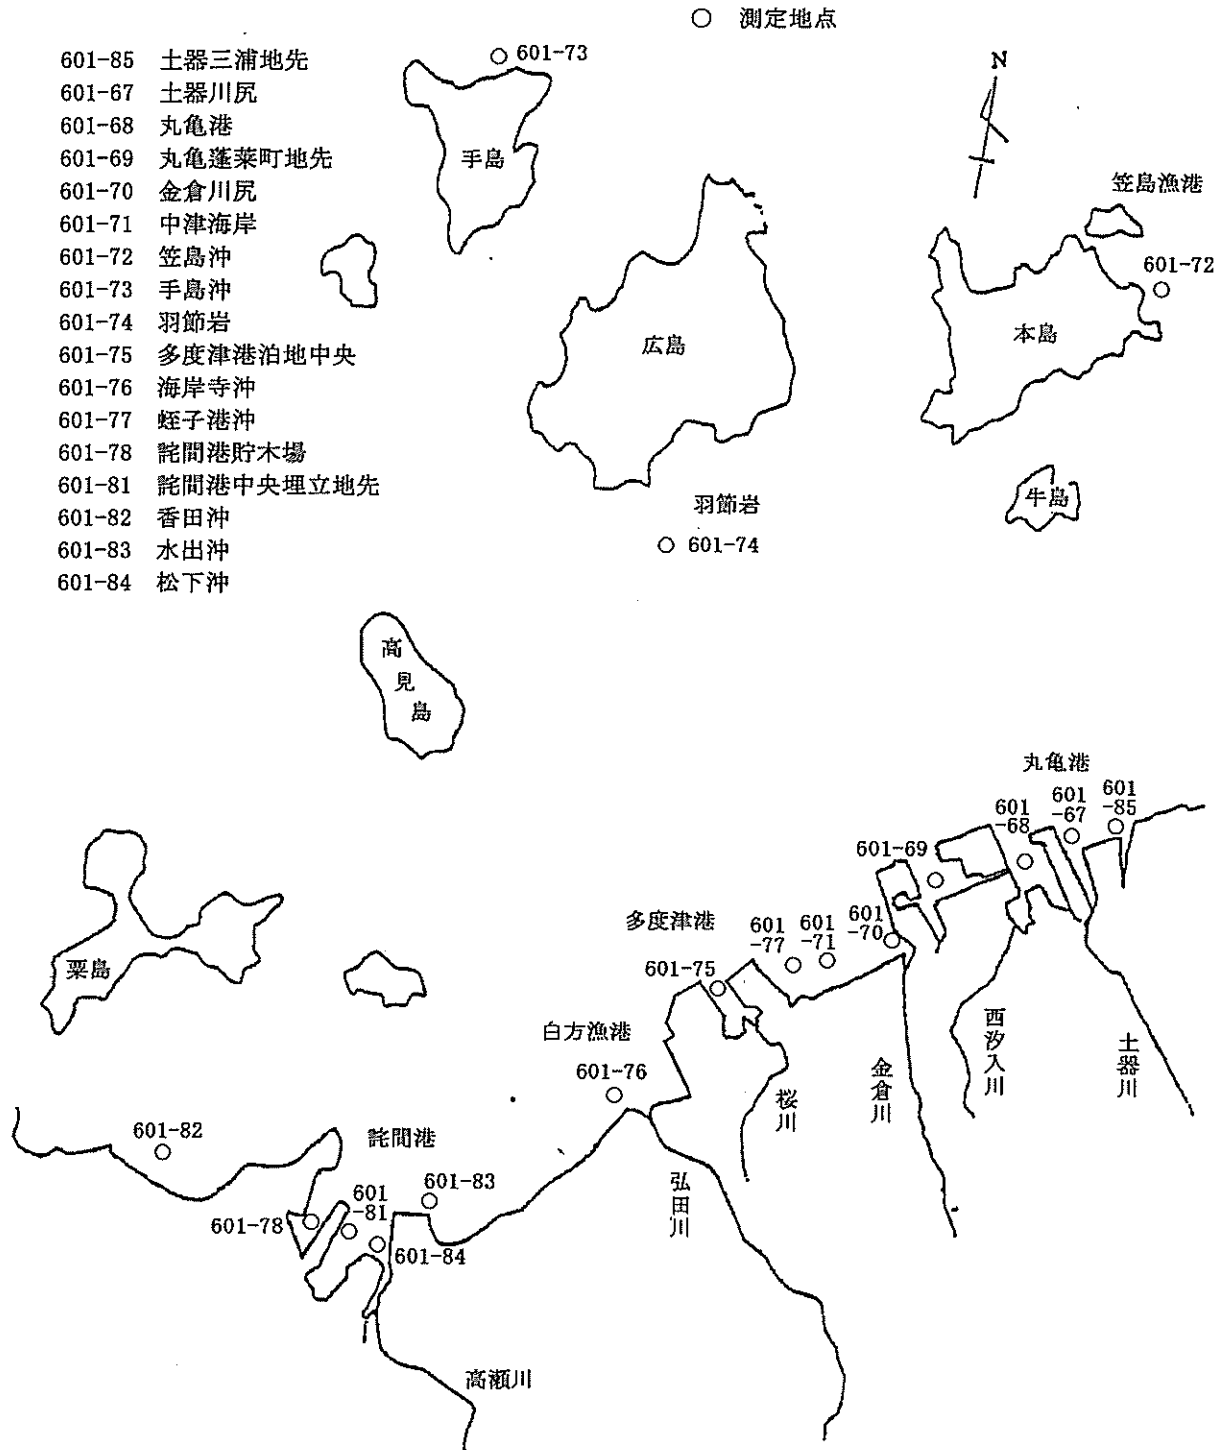 ○ 測定地点
601-85 土器三浦地先
601-67 土器川尻
601-68 丸亀港
601-69 丸亀蓬莱町地先
601-70 金倉川尻
601-71 中津海岸
601-72 笠島沖
601-73 手島沖
601-74 羽節岩
601-75 多度津港泊地中央
601-76 海岸寺沖
601-77 蛭子港沖
601-78 詫間港貯木場
601-81 詫間港中央埋立地先
601-82 香田沖
601-83 水出沖
601-84 松下沖
601-73
手島
N
笠島漁港
601-72
広島
本島
羽節岩
601-74
牛島
高見島
丸亀港
601-85
601-67
601-68
601-69
601-70
多度津港
601-77
601-71
601-75
粟島
白方漁港
601-76
桜川
金倉川
西汐入川
土器川
601-82
詫間港
601-83
601-81
601-78
601-84
弘田川
高瀬川